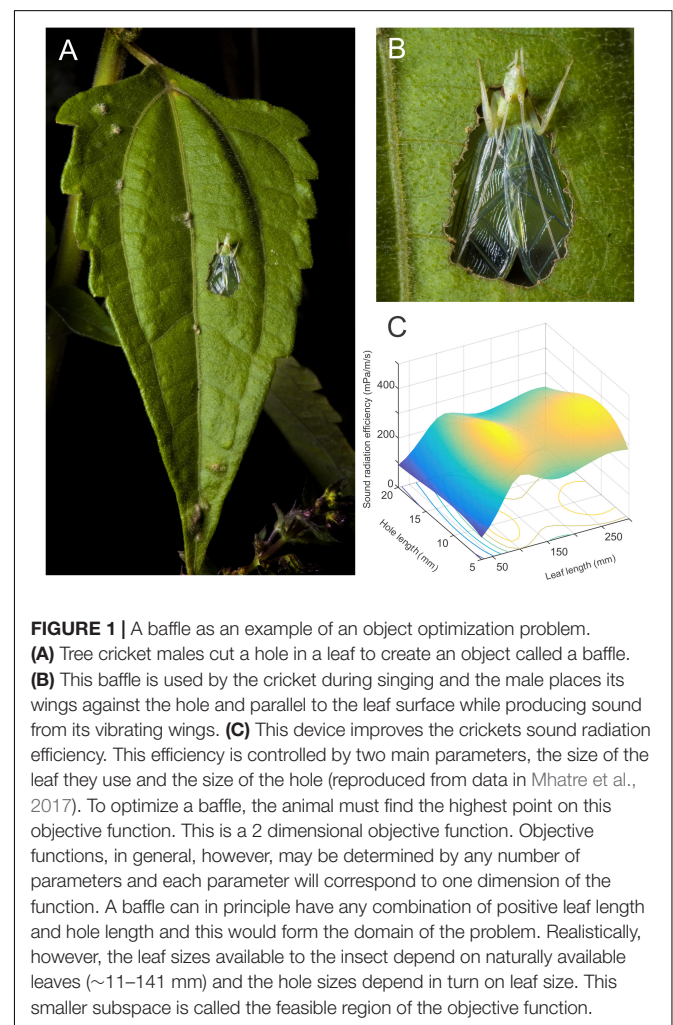 A
B
C
Sound radiation efficiency (mPa/m/s)
400
200
0
20
15
10
5
Hole length (mm)
50
150
250
Leaf length (mm)
FIGURE 1 | A baffle as an example of an object optimization problem.
(A) Tree cricket males cut a hole in a leaf to create an object called a baffle.
(B) This baffle is used by the cricket during singing and the male places its
wings against the hole and parallel to the leaf surface while producing sound
from its vibrating wings. (C) This device improves the crickets sound radiation
efficiency. This efficiency is controlled by two main parameters, the size of the
leaf they use and the size of the hole (reproduced from data in Mhatre et al.,
2017). To optimize a baffle, the animal must find the highest point on this
objective function. This is a 2 dimensional objective function. Objective
functions, in general, however, may be determined by any number of
parameters and each parameter will correspond to one dimension of the
function. A baffle can in principle have any combination of positive leaf length
and hole length and this would form the domain of the problem. Realistically,
however, the leaf sizes available to the insect depend on naturally available
leaves (~11–141 mm) and the hole sizes depend in turn on leaf size. This
smaller subspace is called the feasible region of the objective function.